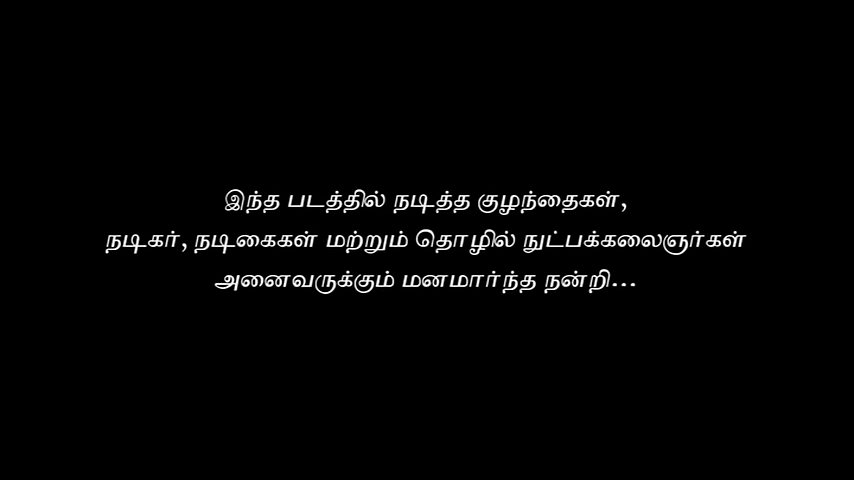 இந்த படத்தில் நடித்த குழந்தைகள்,
நடிகர், நடிகைகள் மற்றும் தொழில் நுட்பக்கலைஞர்கள்
அனைவருக்கும் மனமார்ந்த நன்றி...